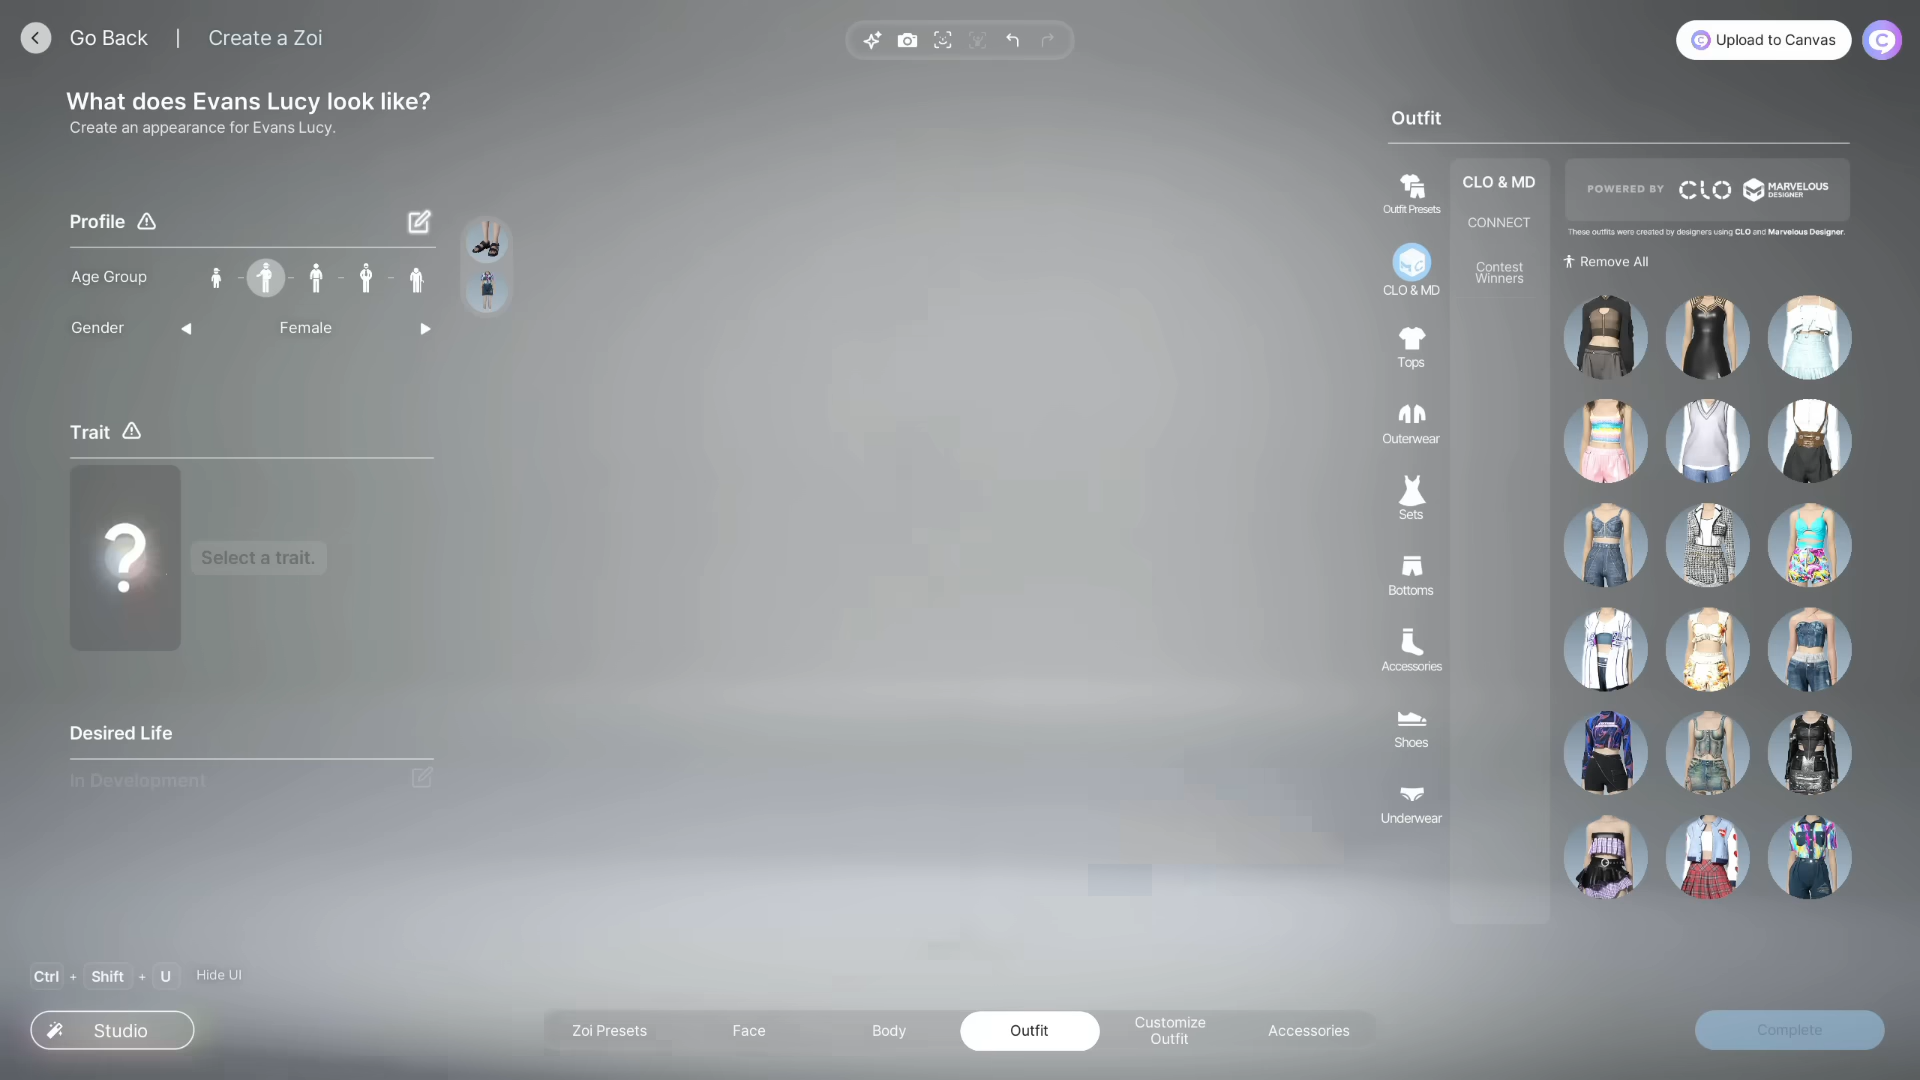 Go Back | Create a Zoi
Upload to Canvas
What does Evans Lucy look like?
Create an appearance for Evans Lucy.
Profile
Age Group
Gender
Female
Trait
Select a trait.
Desired Life
In Development
Ctrl + Shift + U Hide UI
Studio
Zoi Presets
Face
Body
Outfit
Customize
Outfit
Accessories
Complete
Outfit
Outfit Presets
CLO & MD
Tops
Outerwear
Sets
Bottoms
Accessories
Shoes
Underwear
CLO & MD
CONNECT
Contest
Winners
POWERED BY CLO MARVELOUS
DESIGNER
These outfits were created by designers using CLO and Marvelous Designer.
Remove All